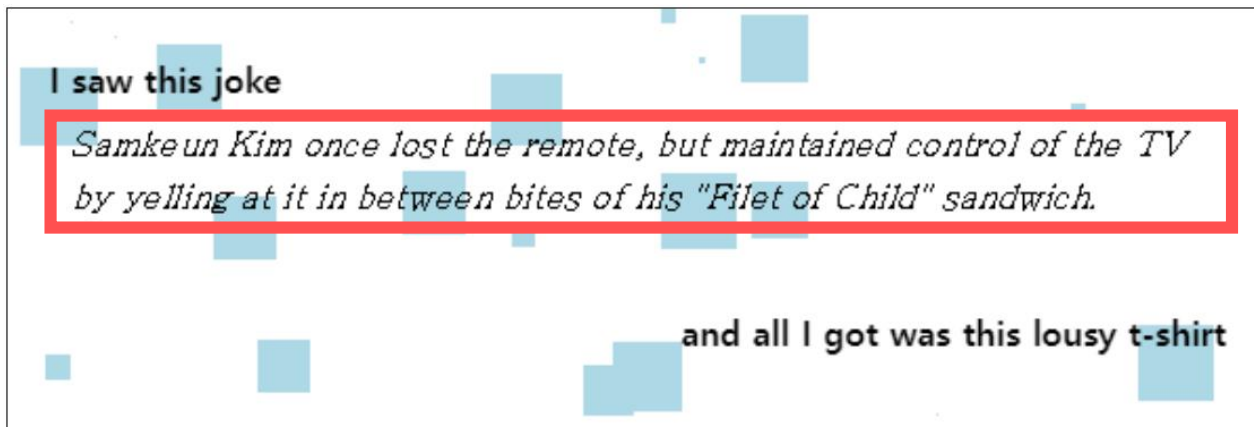 I saw this joke
Samkeun Kim once lost the remote, but maintained control of the TV
by yelling at it in between bites of his "Filet of Child" sandwich.
and all I got was this lousy t-shirt